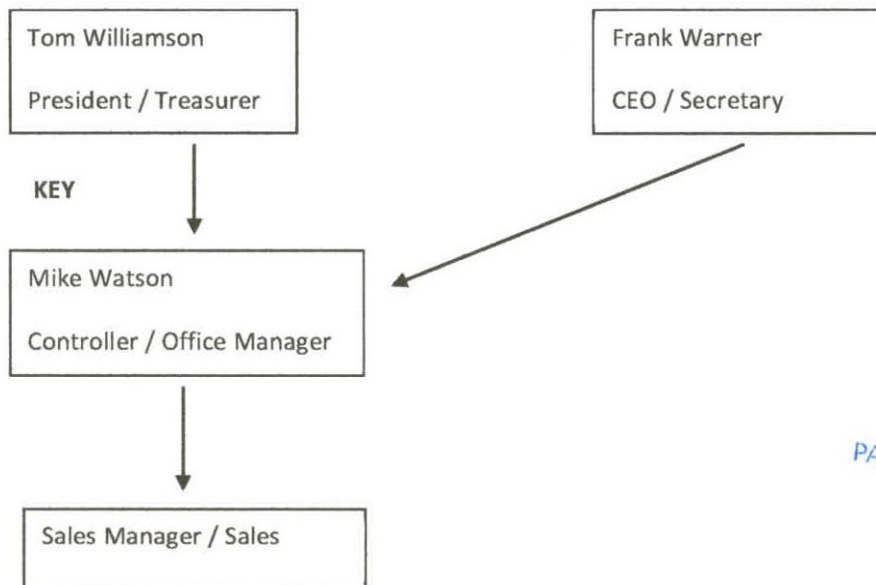 Tom Williamson
President / Treasurer
Frank Warner
CEO / Secretary
KEY
Mike Watson
Controller / Office Manager
PA
Sales Manager / Sales